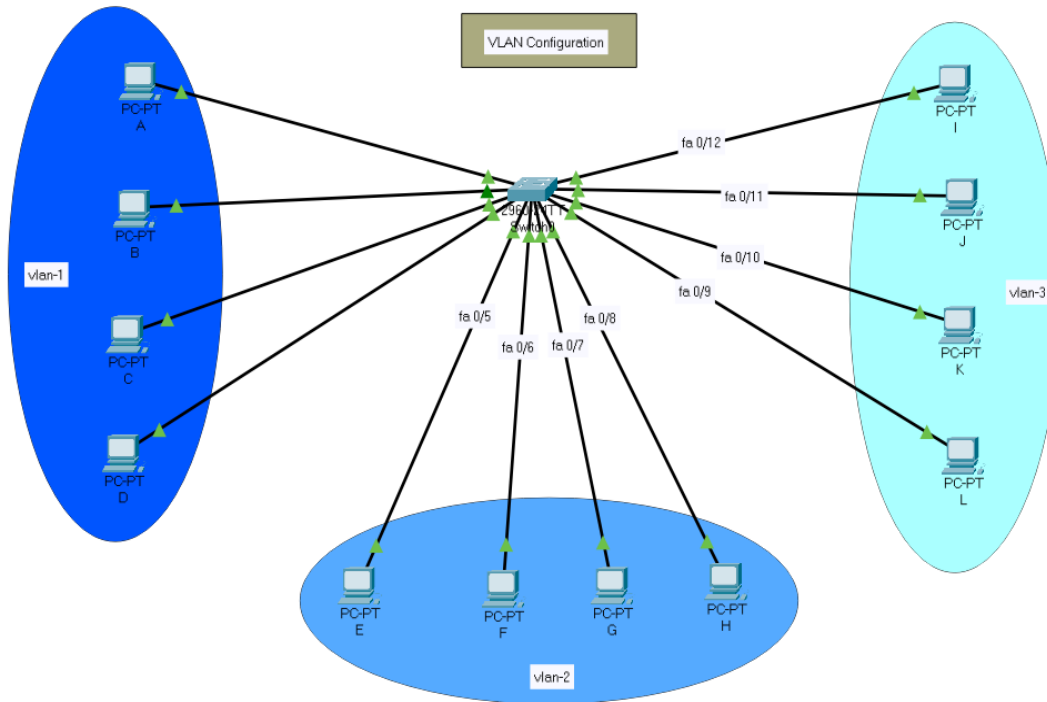 VLAN Configuration
PC-PT
A
PC-PT
I
fa 0/12
PC-PT
B
Switch0
fa 0/11
PC-PT
J
vlan-1
fa 0/10
vlan-3
fa 0/9
fa 0/5
fa 0/6
fa 0/7
fa 0/8
PC-PT
C
PC-PT
K
PC-PT
D
PC-PT
L
PC-PT
E
PC-PT
F
PC-PT
G
PC-PT
H
vlan-2